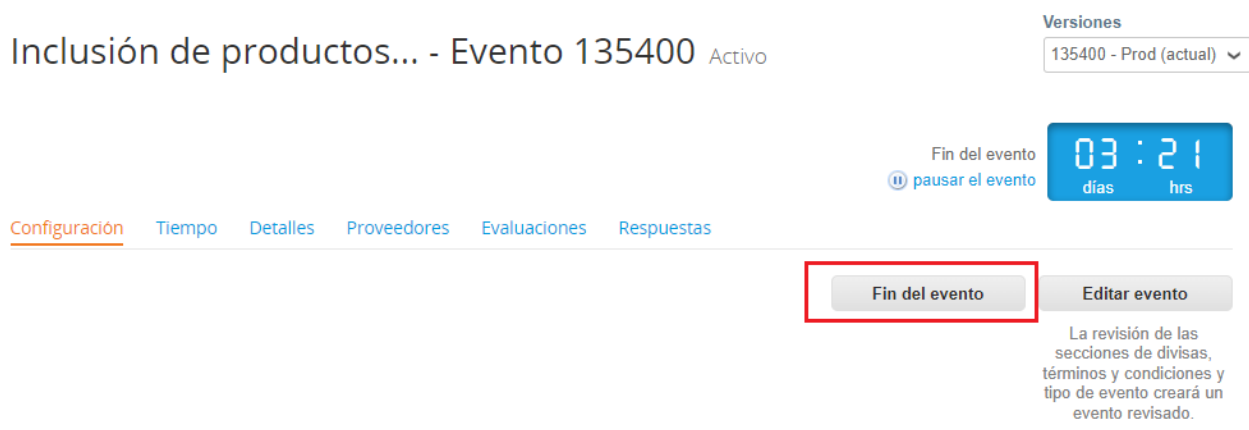 Versiones
Inclusión de productos... - Evento 135400 Activo
135400 - Prod (actual)
Fin del evento
pausar el evento
03 : 21
días hrs
Configuración Tiempo Detalles Proveedores Evaluaciones Respuestas
Fin del evento Editar evento
La revisión de las
secciones de divisas,
términos y condiciones y
tipo de evento creará un
evento revisado.